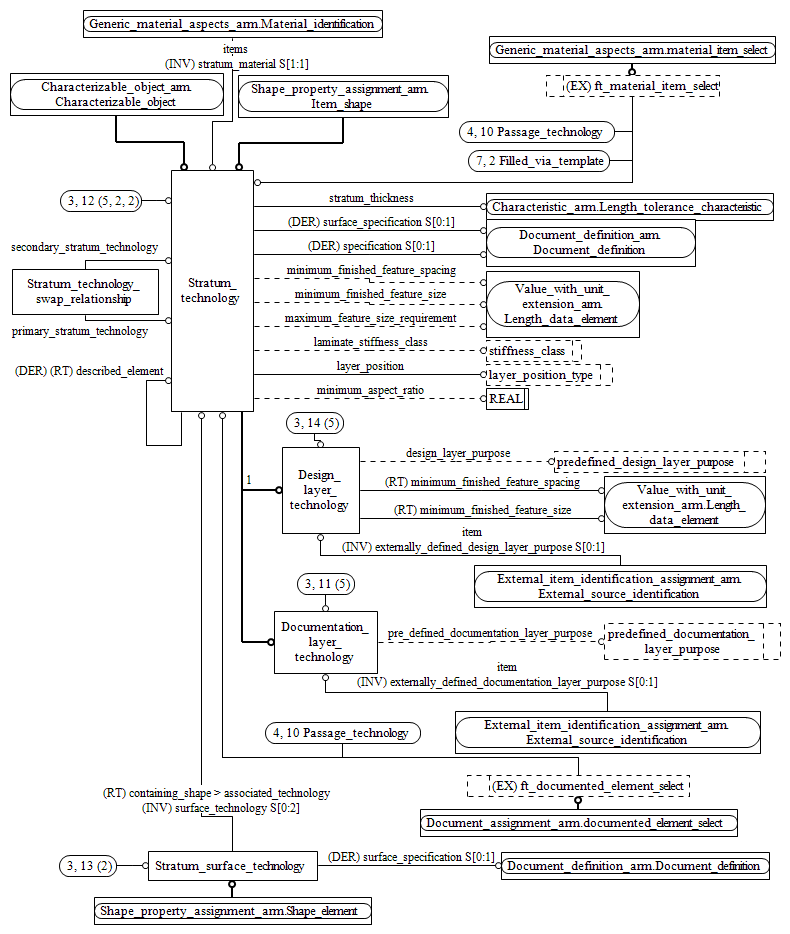 Generic_material_aspects_arm.Material_identification
items
(INV) stratum_material S[1:1]
Generic_material_aspects_arm.material_item_select
(EX) ft_material_item_select
Characterizable_object_arm.
Characterizable_object
Shape_property_assignment_arm.
Item_shape
4, 10 Passage_technology
7, 2 Filled_via_template
3, 12 (5, 2, 2)
stratum_thickness
Characteristic_arm.Length_tolerance_characteristic
(DER) surface_specification S[0:1]
Document_definition_arm.
Document_definition
(DER) specification S[0:1]
secondary_stratum_technology
Stratum_technology_
swap_relationship
primary_stratum_technology
Stratum_
technology
minimum_finished_feature_spacing
minimum_finished_feature_size
maximum_feature_size_requirement
Value_with_unit_
extension_arm.
Length_data_element
laminate_stiffness_class
stiffness_class
(DER) (RT) described_element
layer_position
layer_position_type
minimum_aspect_ratio
REAL
3, 14 (5)
Design_
layer_
technology
design_layer_purpose
predefined_design_layer_purpose
1
(RT) minimum_finished_feature_spacing
(RT) minimum_finished_feature_size
Value_with_unit_
extension_arm.Length_
data_element
item
(INV) externally_defined_design_layer_purpose S[0:1]
External_item_identification_assignment_arm.
External_source_identification
3, 11 (5)
Documentation_
layer_
technology
pre_defined_documentation_layer_purpose
predefined_documentation_
layer_purpose
item
(INV) externally_defined_documentation_layer_purpose S[0:1]
External_item_identification_assignment_arm.
External_source_identification
4, 10 Passage_technology
(EX) ft_documented_element_select
Document_assignment_arm.documented_element_select
(RT) containing_shape > associated_technology
(INV) surface_technology S[0:2]
3, 13 (2)
Stratum_surface_technology
(DER) surface_specification S[0:1]
Document_definition_arm.Document_definition
Shape_property_assignment_arm.Shape_element